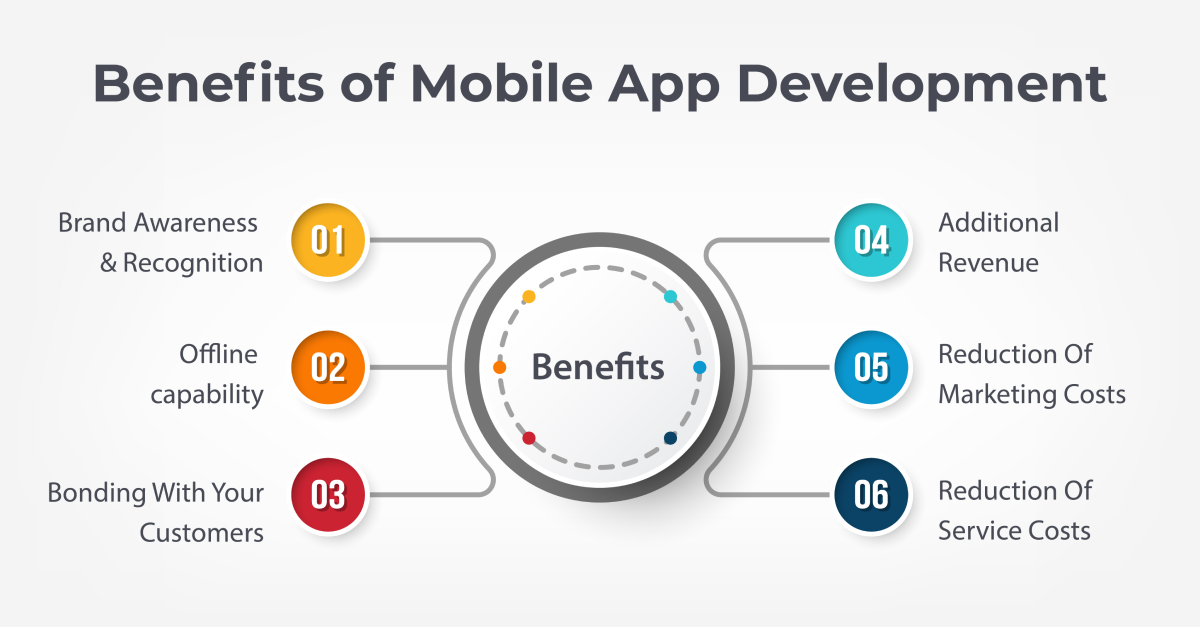 Benefits of Mobile App Development
01
Brand Awareness
& Recognition
02
Offline
capability
03
Bonding With Your
Customers
Benefits
04
Additional
Revenue
05
Reduction Of
Marketing Costs
06
Reduction Of
Service Costs